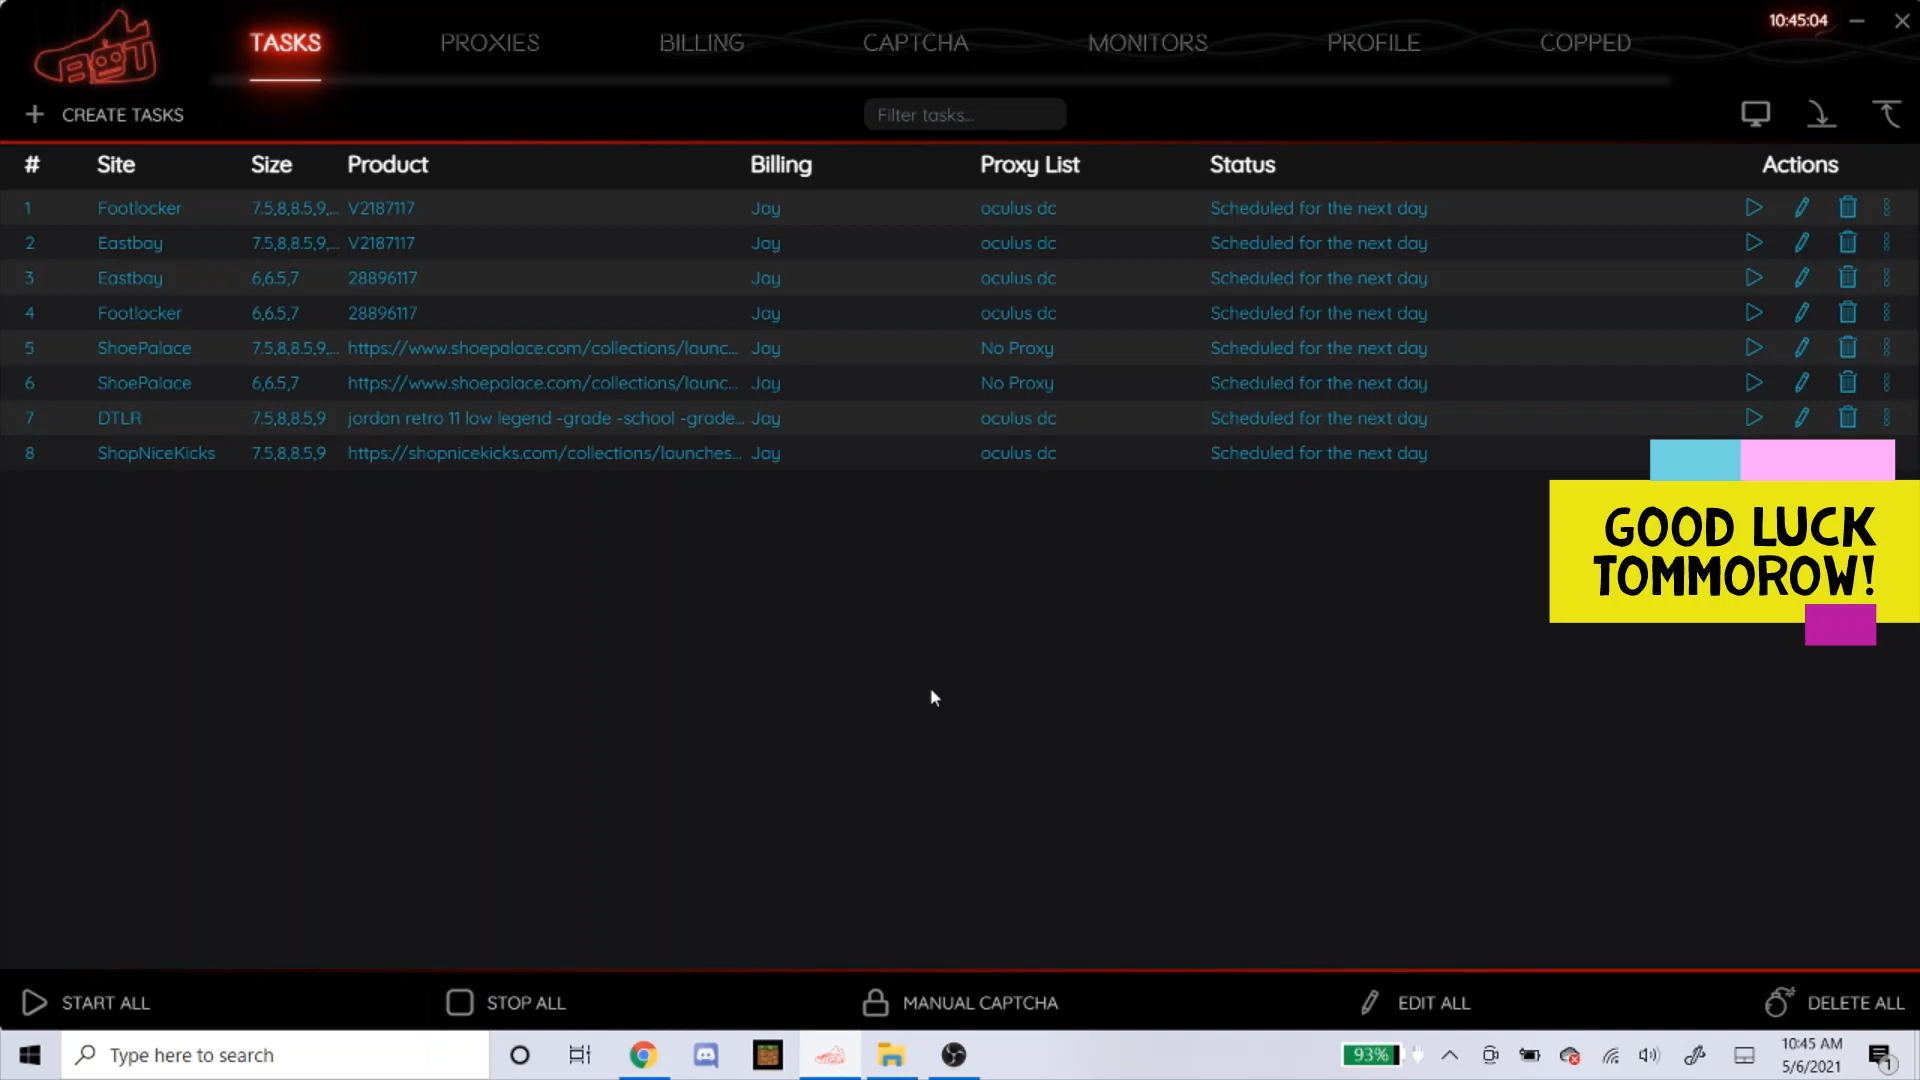 10:45:04
TASKS PROXIES BILLING CAPTCHA MONITORS PROFILE COPPED
CREATE TASKS Filter tasks...
# Site Size Product Billing Proxy List Status Actions
1 Footlocker 7.5,8,8.5,9,... V2187117 Jay oculus dc Scheduled for the next day
2 Eastbay 7.5,8,8.5,9,... V2187117 Jay oculus dc Scheduled for the next day
3 Eastbay 6,6.5,7 28896117 Jay oculus dc Scheduled for the next day
4 Footlocker 6,6.5,7 28896117 Jay oculus dc Scheduled for the next day
5 ShoePalace 7.5,8,8.5,9,... https://www.shoepalace.com/collections/launc... Jay No Proxy Scheduled for the next day
6 ShoePalace 6,6.5,7 https://www.shoepalace.com/collections/launc... Jay No Proxy Scheduled for the next day
7 DTLR 7.5,8,8.5,9 jordan retro 11 low legend -grade -school -grade... Jay oculus dc Scheduled for the next day
8 ShopNiceKicks 7.5,8,8.5,9 https://shopnicekicks.com/collections/launches... Jay oculus dc Scheduled for the next day
GOOD LUCK
TOMMOROW!
START ALL STOP ALL MANUAL CAPTCHA EDIT ALL DELETE ALL
Type here to search 93% 10:45 AM
5/6/2021 1